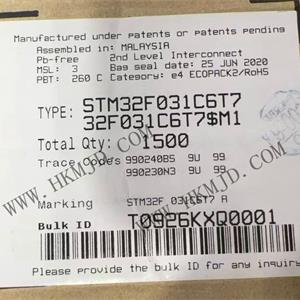 Manufactured under patents or patents pending
Assembled in: MALAYSIA
Pb-free 2nd Level Interconnect
MSL: 3 Bag seal date: 25 JUN 2020
PBT: 260 C Category: e4 ECOPACK2/RoHS
TYPE: STM32F031C6T7
32F031C6T7$M1
Total Qty: 1500
Trace Codes 990240B5 9U 99
990230N3 9U 99
WWW.HKMJD.COM
WWW.HKMJD.COM
Marking STM32F 031C6T7 A
Bulk ID T0926KXQ0001
Please provide the bulk ID for any inquiry